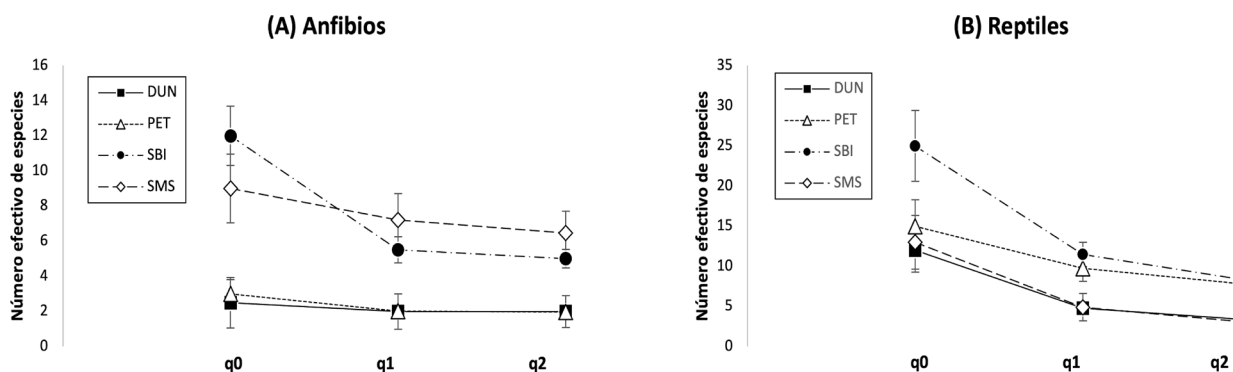 (A) Anfibios
Número efectivo de especies
16
14
12
10
8
6
4
2
0
DUN
PET
SBI
SMS
q0
q1
q2
(B) Reptiles
Número efectivo de especies
35
30
25
20
15
10
5
0
DUN
PET
SBI
SMS
q0
q1
q2